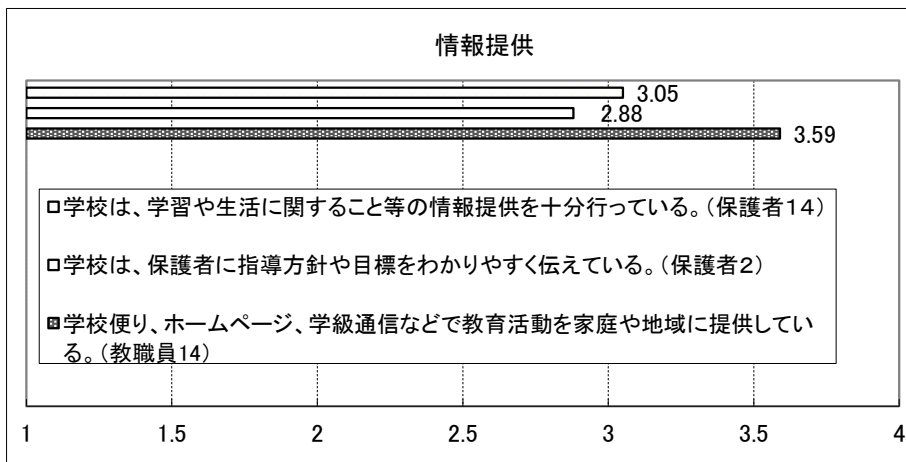 情報提供
3.05
2.88
3.59
学校は、学習や生活に関すること等の情報提供を十分行っている。(保護者１４)
学校は、保護者に指導方針や目標をわかりやすく伝えている。(保護者２)
学校便り、ホームページ、学級通信などで教育活動を家庭や地域に提供してい
る。(教職員14)
1 1.5 2 2.5 3 3.5 4